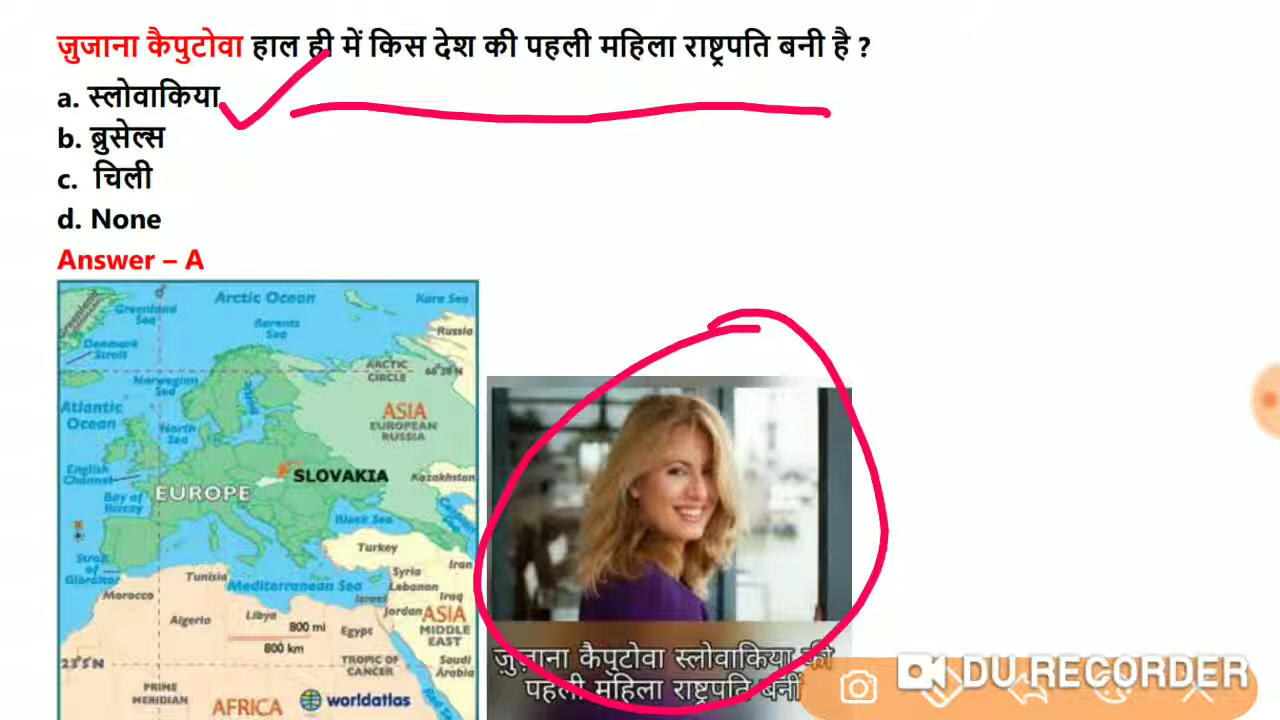 ज़ुजाना कैपुटोवा हाल ही में किस देश की पहली महिला राष्ट्रपति बनी है ?
a. स्लोवाकिया
b. ब्रुसेल्स
c. चिली
d. None
Answer – A
Greenland
Greenland Sea
Arctic Ocean
Kara Sea
Barents Sea
Russia
Denmark Strait
ARCTIC CIRCLE
Norwegian Sea
Atlantic Ocean
North Sea
Baltic
ASIA
EUROPEAN RUSSIA
English Channel
SLOVAKIA
Kazakhstan
EUROPE
Bay of Biscay
Black Sea
Turkey
Strait of Gibraltar
Tunisia
Mediterranean Sea
Syria
Iran
Lebanon
Iraq
Israel
Morocco
Jordan
ASIA
MIDDLE EAST
Algeria
Libya
800 mi
800 km
Egypt
TROPIC OF CANCER
Saudi Arabia
23°5'N
PRIME MERIDIAN
AFRICA
worldatlas
ज़ुज़ाना कैपुटोवा स्लोवाकिया की
पहली महिला राष्ट्रपति बनीं
DU RECORDER